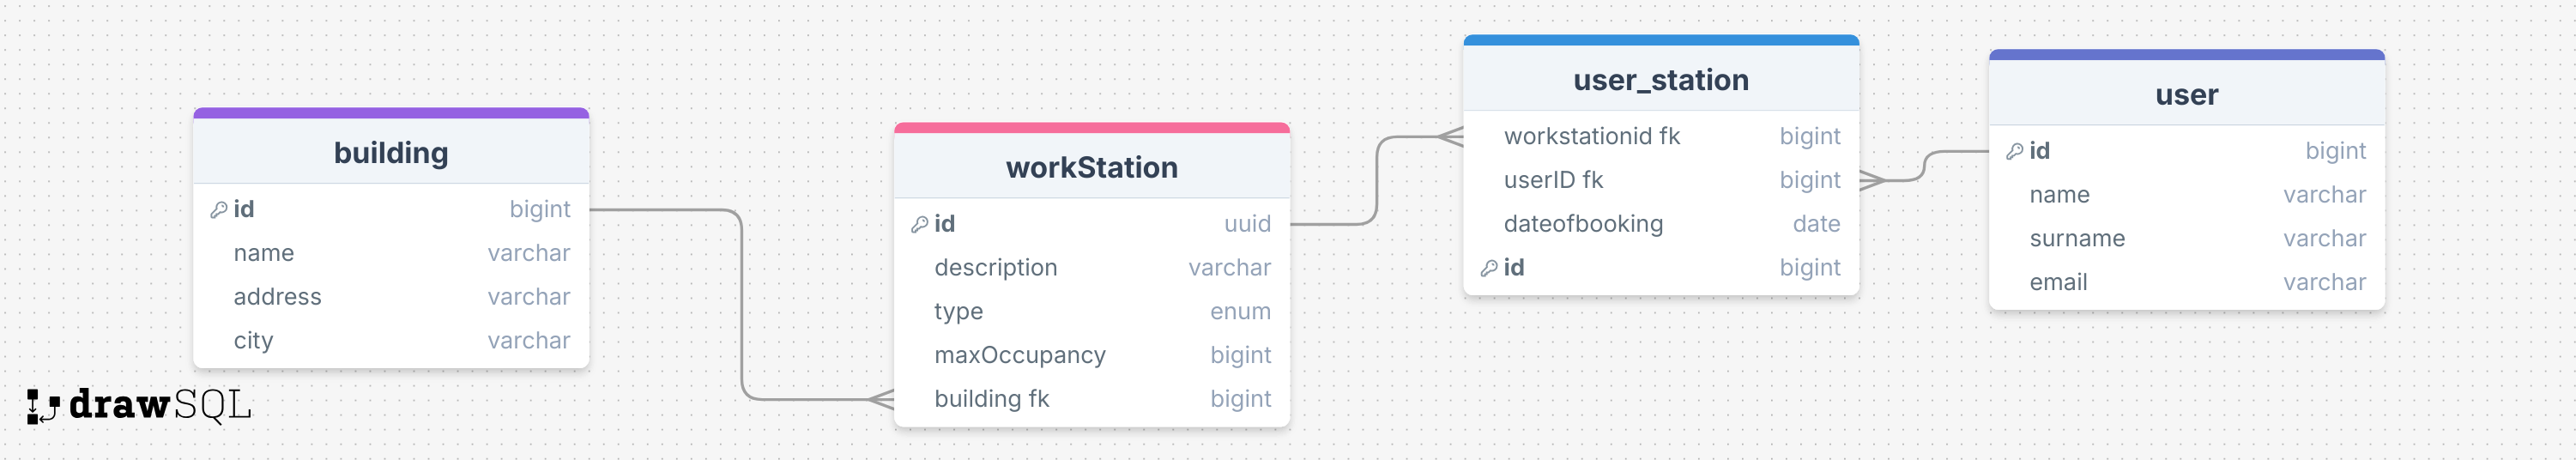 building
id bigint
name varchar
address varchar
city varchar
workStation
id uuid
description varchar
type enum
maxOccupancy bigint
building fk bigint
user_station
workstationid fk bigint
userID fk bigint
dateofbooking date
id bigint
user
id bigint
name varchar
surname varchar
email varchar
drawSQL